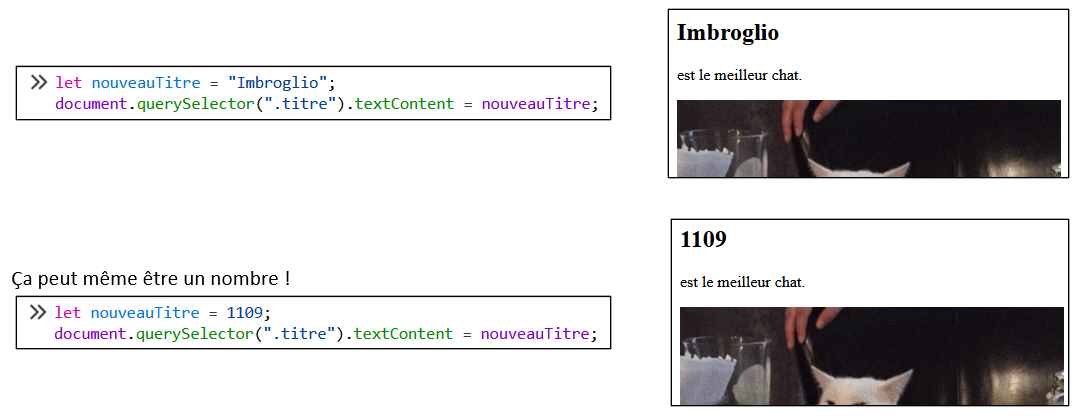 » let nouveauTitre = "Imbroglio";
document.querySelector(".titre").textContent = nouveauTitre;
Imbroglio
est le meilleur chat.
Ça peut même être un nombre !
» let nouveauTitre = 1109;
document.querySelector(".titre").textContent = nouveauTitre;
1109
est le meilleur chat.